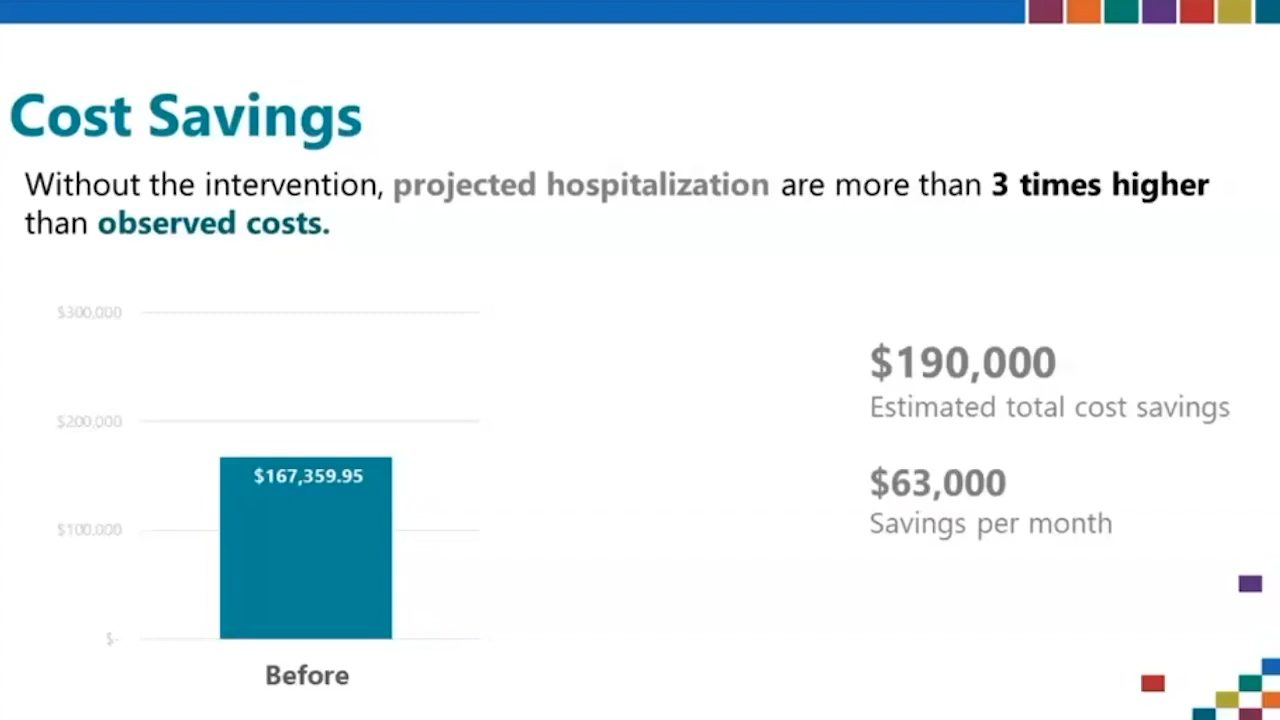 Cost Savings
Without the intervention, projected hospitalization are more than 3 times higher
than observed costs.
$300,000
$200,000
$100,000
$-
$167,359.95
Before
$190,000
Estimated total cost savings
$63,000
Savings per month